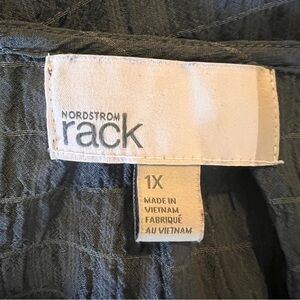 NORDSTROM
rack
1X
MADE IN
VIETNAM
FABRIQUÉ
AU VIETNAM